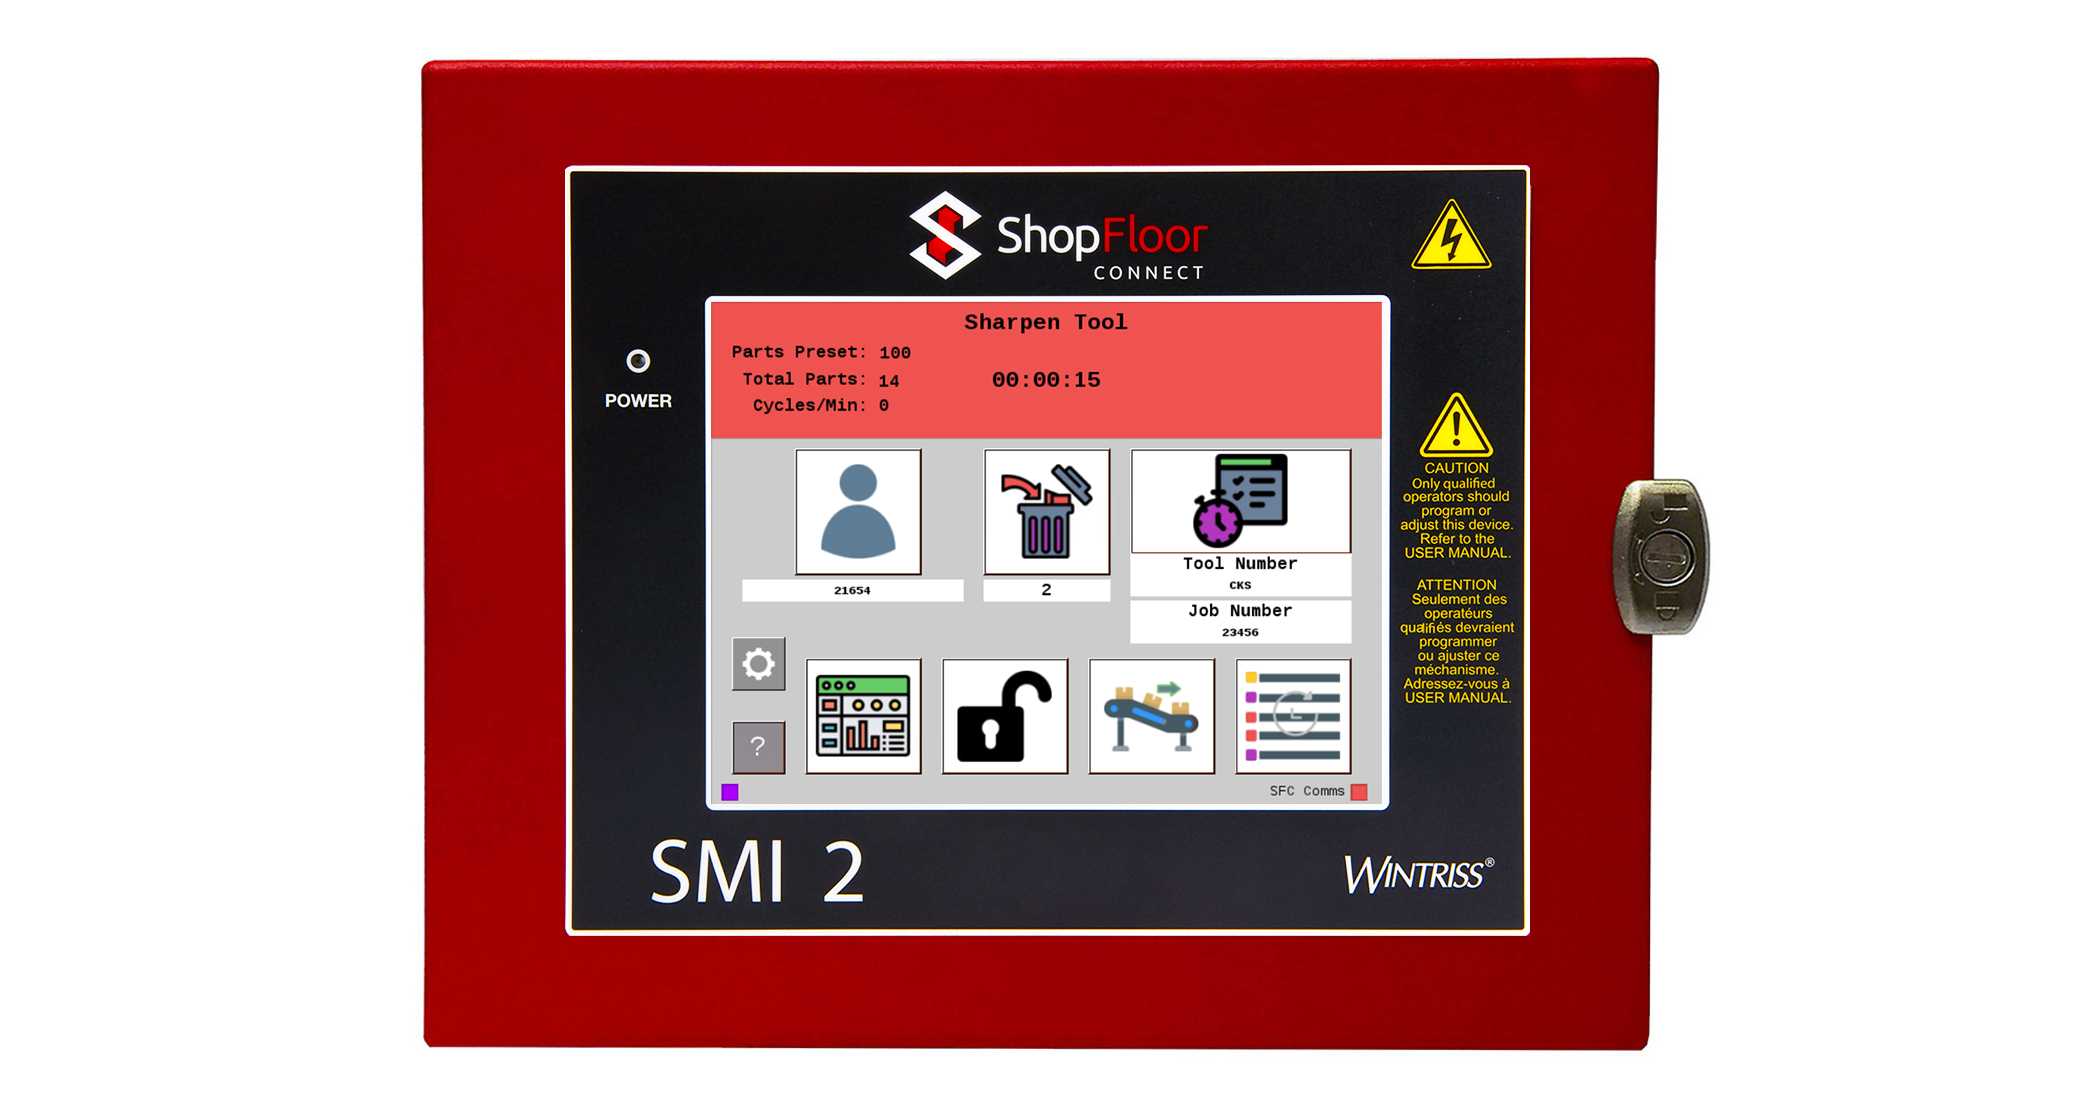 ShopFloor
CONNECT
Sharpen Tool
Parts Preset: 100
Total Parts: 14
00:00:15
Cycles/Min: 0
POWER
21654
2
Tool Number
CKS
Job Number
23456
?
SFC Comms
CAUTION
Only qualified
operators should
program or
adjust this device.
Refer to the
USER MANUAL.
ATTENTION
Seulement des
operatéurs
qualifiés devraient
programmer
ou ajuster ce
méchanisme.
Adressez-vous à
USER MANUAL.
SMI 2
WINTRISS®